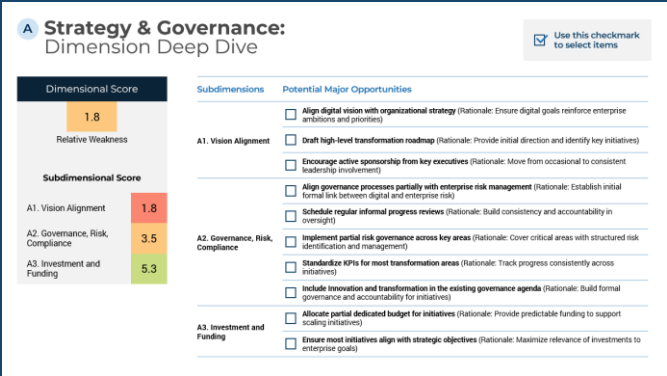 A Strategy & Governance:
Dimension Deep Dive
Use this checkmark
to select items
Dimensional Score
1.8
Relative Weakness
Subdimensional Score
A1. Vision Alignment 1.8
A2. Governance, Risk,
Compliance 3.5
A3. Investment and
Funding 5.3
Subdimensions Potential Major Opportunities
A1. Vision Alignment
Align digital vision with organizational strategy (Rationale: Ensure digital goals reinforce enterprise
ambitions and priorities)
Draft high-level transformation roadmap (Rationale: Provide initial direction and identify key initiatives)
Encourage active sponsorship from key executives (Rationale: Move from occasional to consistent
leadership involvement)
A2. Governance, Risk,
Compliance
Align governance processes partially with enterprise risk management (Rationale: Establish initial
formal link between digital and enterprise risk)
Schedule regular informal progress reviews (Rationale: Build consistency and accountability in
oversight)
Implement partial risk governance across key areas (Rationale: Cover critical areas with structured risk
identification and management)
Standardize KPIs for most transformation areas (Rationale: Track progress consistently across
initiatives)
Include Innovation and transformation in the existing governance agenda (Rationale: Build formal
governance and accountability for initiatives)
A3. Investment and
Funding
Allocate partial dedicated budget for initiatives (Rationale: Provide predictable funding to support
scaling initiatives)
Ensure most initiatives align with strategic objectives (Rationale: Maximize relevance of investments to
enterprise goals)